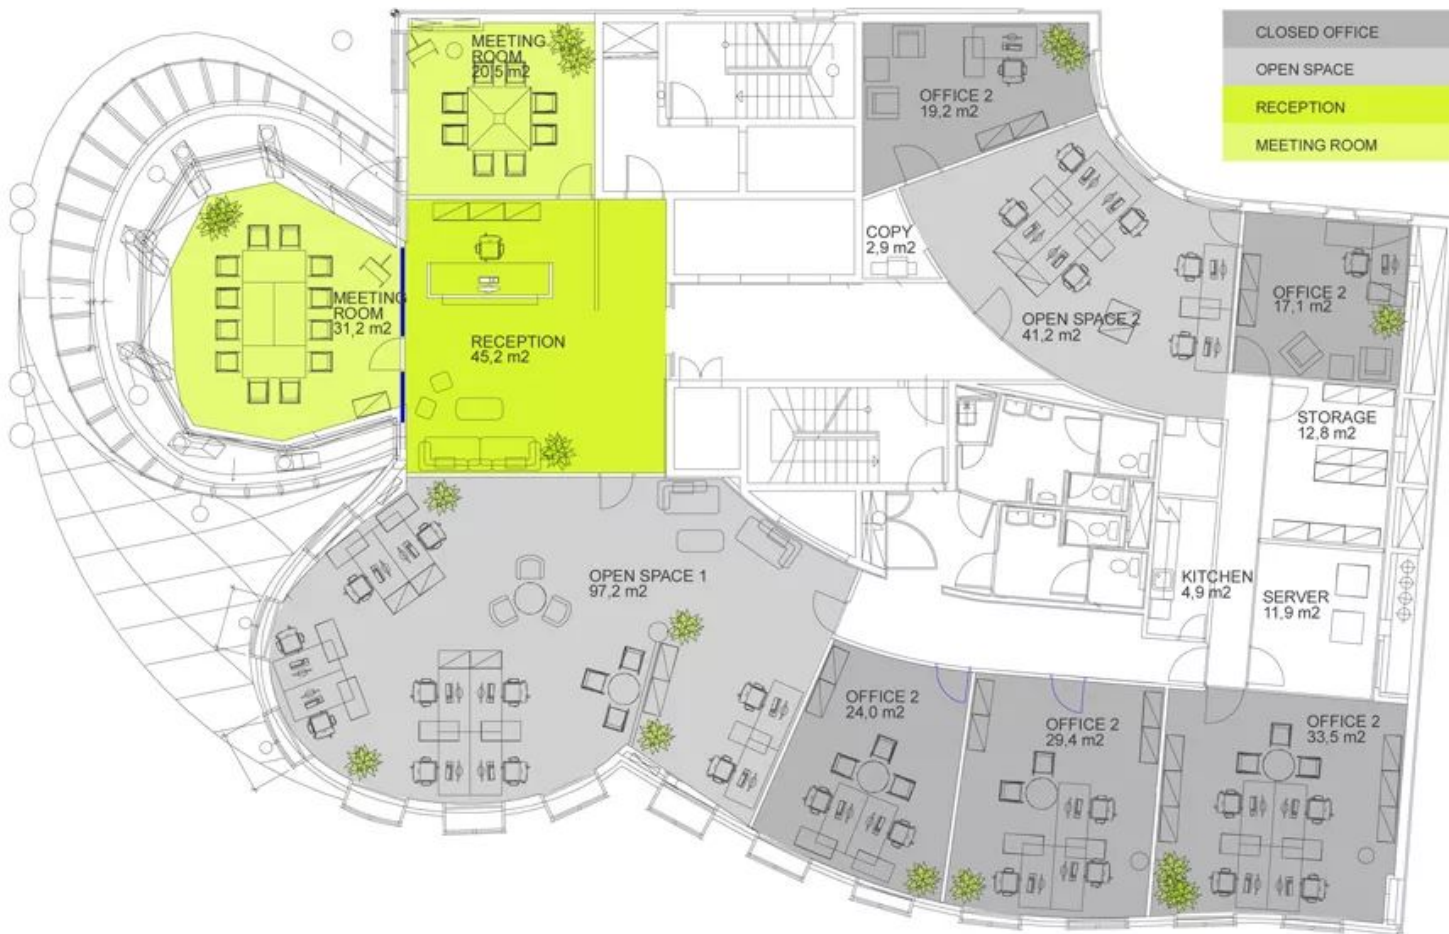 CLOSED OFFICE
OPEN SPACE
RECEPTION
MEETING ROOM
MEETING
ROOM
20,5 m2
OFFICE 2
19,2 m2
COPY
2,9 m2
MEETING
ROOM
31,2 m2
RECEPTION
45,2 m2
OPEN SPACE 2
41,2 m2
OFFICE 2
17,1 m2
STORAGE
12,8 m2
OPEN SPACE 1
97,2 m2
KITCHEN
4,9 m2
SERVER
11,9 m2
OFFICE 2
24,0 m2
OFFICE 2
29,4 m2
OFFICE 2
33,5 m2